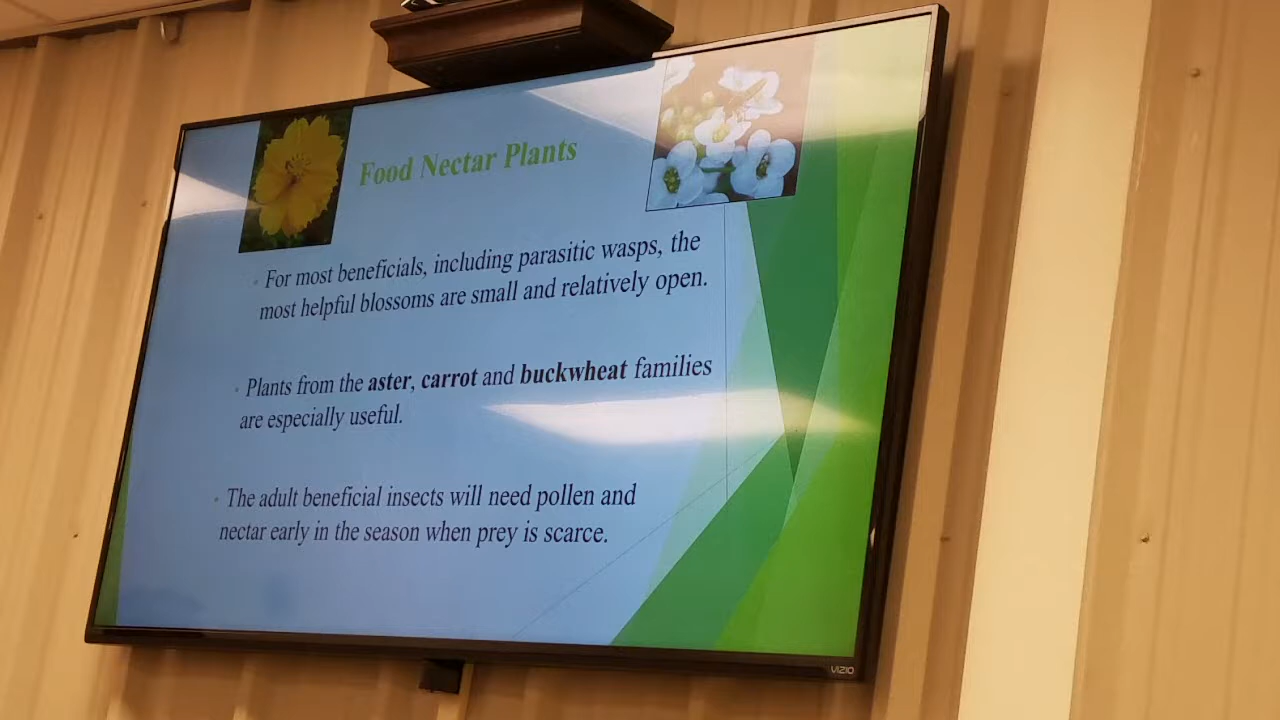 Food Nectar Plants
For most beneficials, including parasitic wasps, the
most helpful blossoms are small and relatively open.
Plants from the aster, carrot and buckwheat families
are especially useful.
The adult beneficial insects will need pollen and
nectar early in the season when prey is scarce.
VIZIO